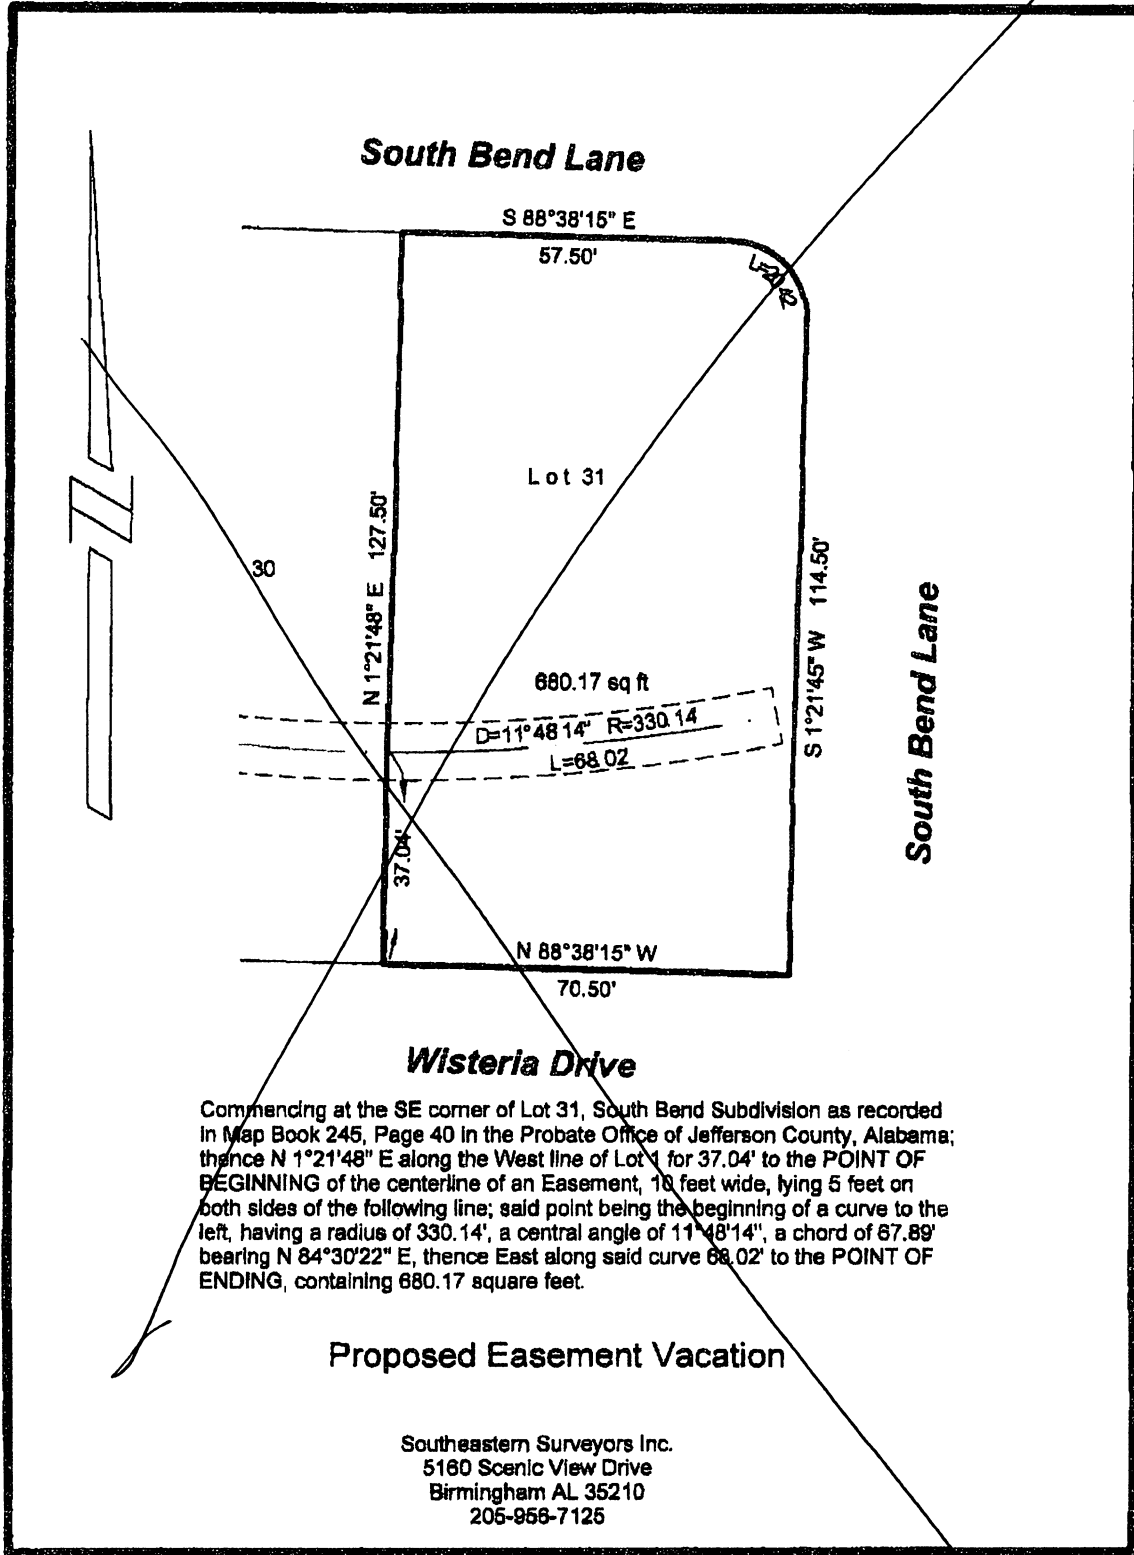 South Bend Lane
S 88°38'15" E
57.50'
L=20.42
Lot 31
N 1°21'48" E 127.50'
30
S 1°21'45" W 114.50'
South Bend Lane
680.17 sq ft
D=11°48 14" R=330.14
L=68.02
37.04'
N 88°38'15" W
70.50'
Wisteria Drive
Commencing at the SE corner of Lot 31, South Bend Subdivision as recorded
in Map Book 245, Page 40 in the Probate Office of Jefferson County, Alabama;
thence N 1°21'48" E along the West line of Lot 1 for 37.04' to the POINT OF
BEGINNING of the centerline of an Easement, 10 feet wide, lying 5 feet on
both sides of the following line; said point being the beginning of a curve to the
left, having a radius of 330.14', a central angle of 11°48'14", a chord of 67.89'
bearing N 84°30'22" E, thence East along said curve 68.02' to the POINT OF
ENDING, containing 680.17 square feet.
Proposed Easement Vacation
Southeastern Surveyors Inc.
5160 Scenic View Drive
Birmingham AL 35210
205-956-7125